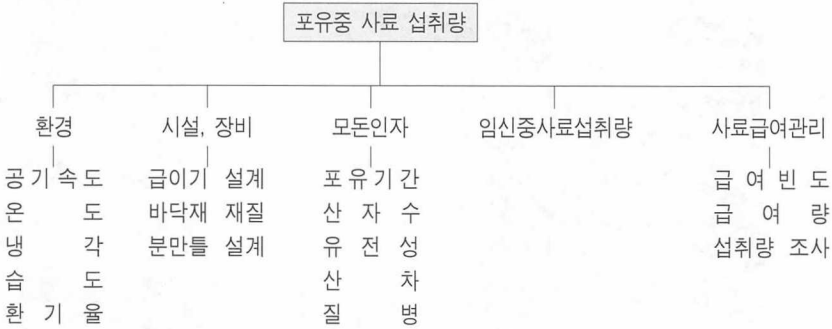 포유중 사료 섭취량
환경 시설, 장비 모돈인자 임신중사료섭취량 사료급여관리
공기속도 급이기 설계 포유기간 급여빈도
온도 바닥재 재질 산자수 급여량
냉각 분만틀 설계 유전성 섭취량 조사
습도 산차
환기율 질병